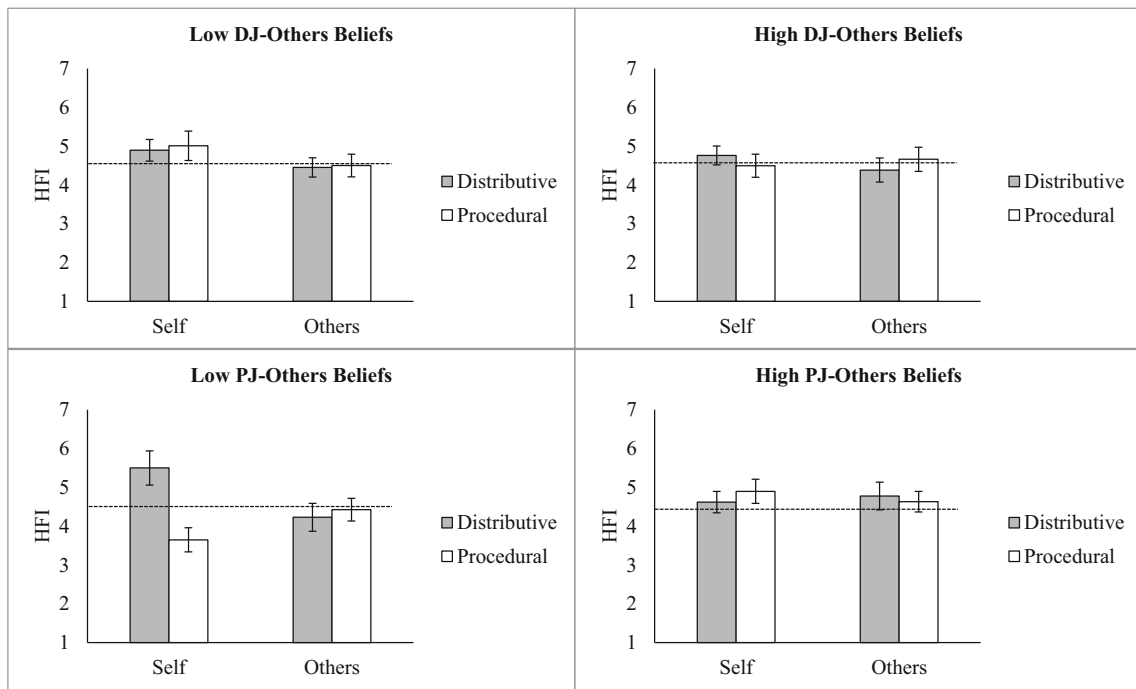 Low DJ-Others Beliefs
7
6
5
4
3
2
1
HFI
Self
Others
Distributive
Procedural
High DJ-Others Beliefs
7
6
5
4
3
2
1
HFI
Self
Others
Distributive
Procedural
Low PJ-Others Beliefs
7
6
5
4
3
2
1
HFI
Self
Others
Distributive
Procedural
High PJ-Others Beliefs
7
6
5
4
3
2
1
HFI
Self
Others
Distributive
Procedural